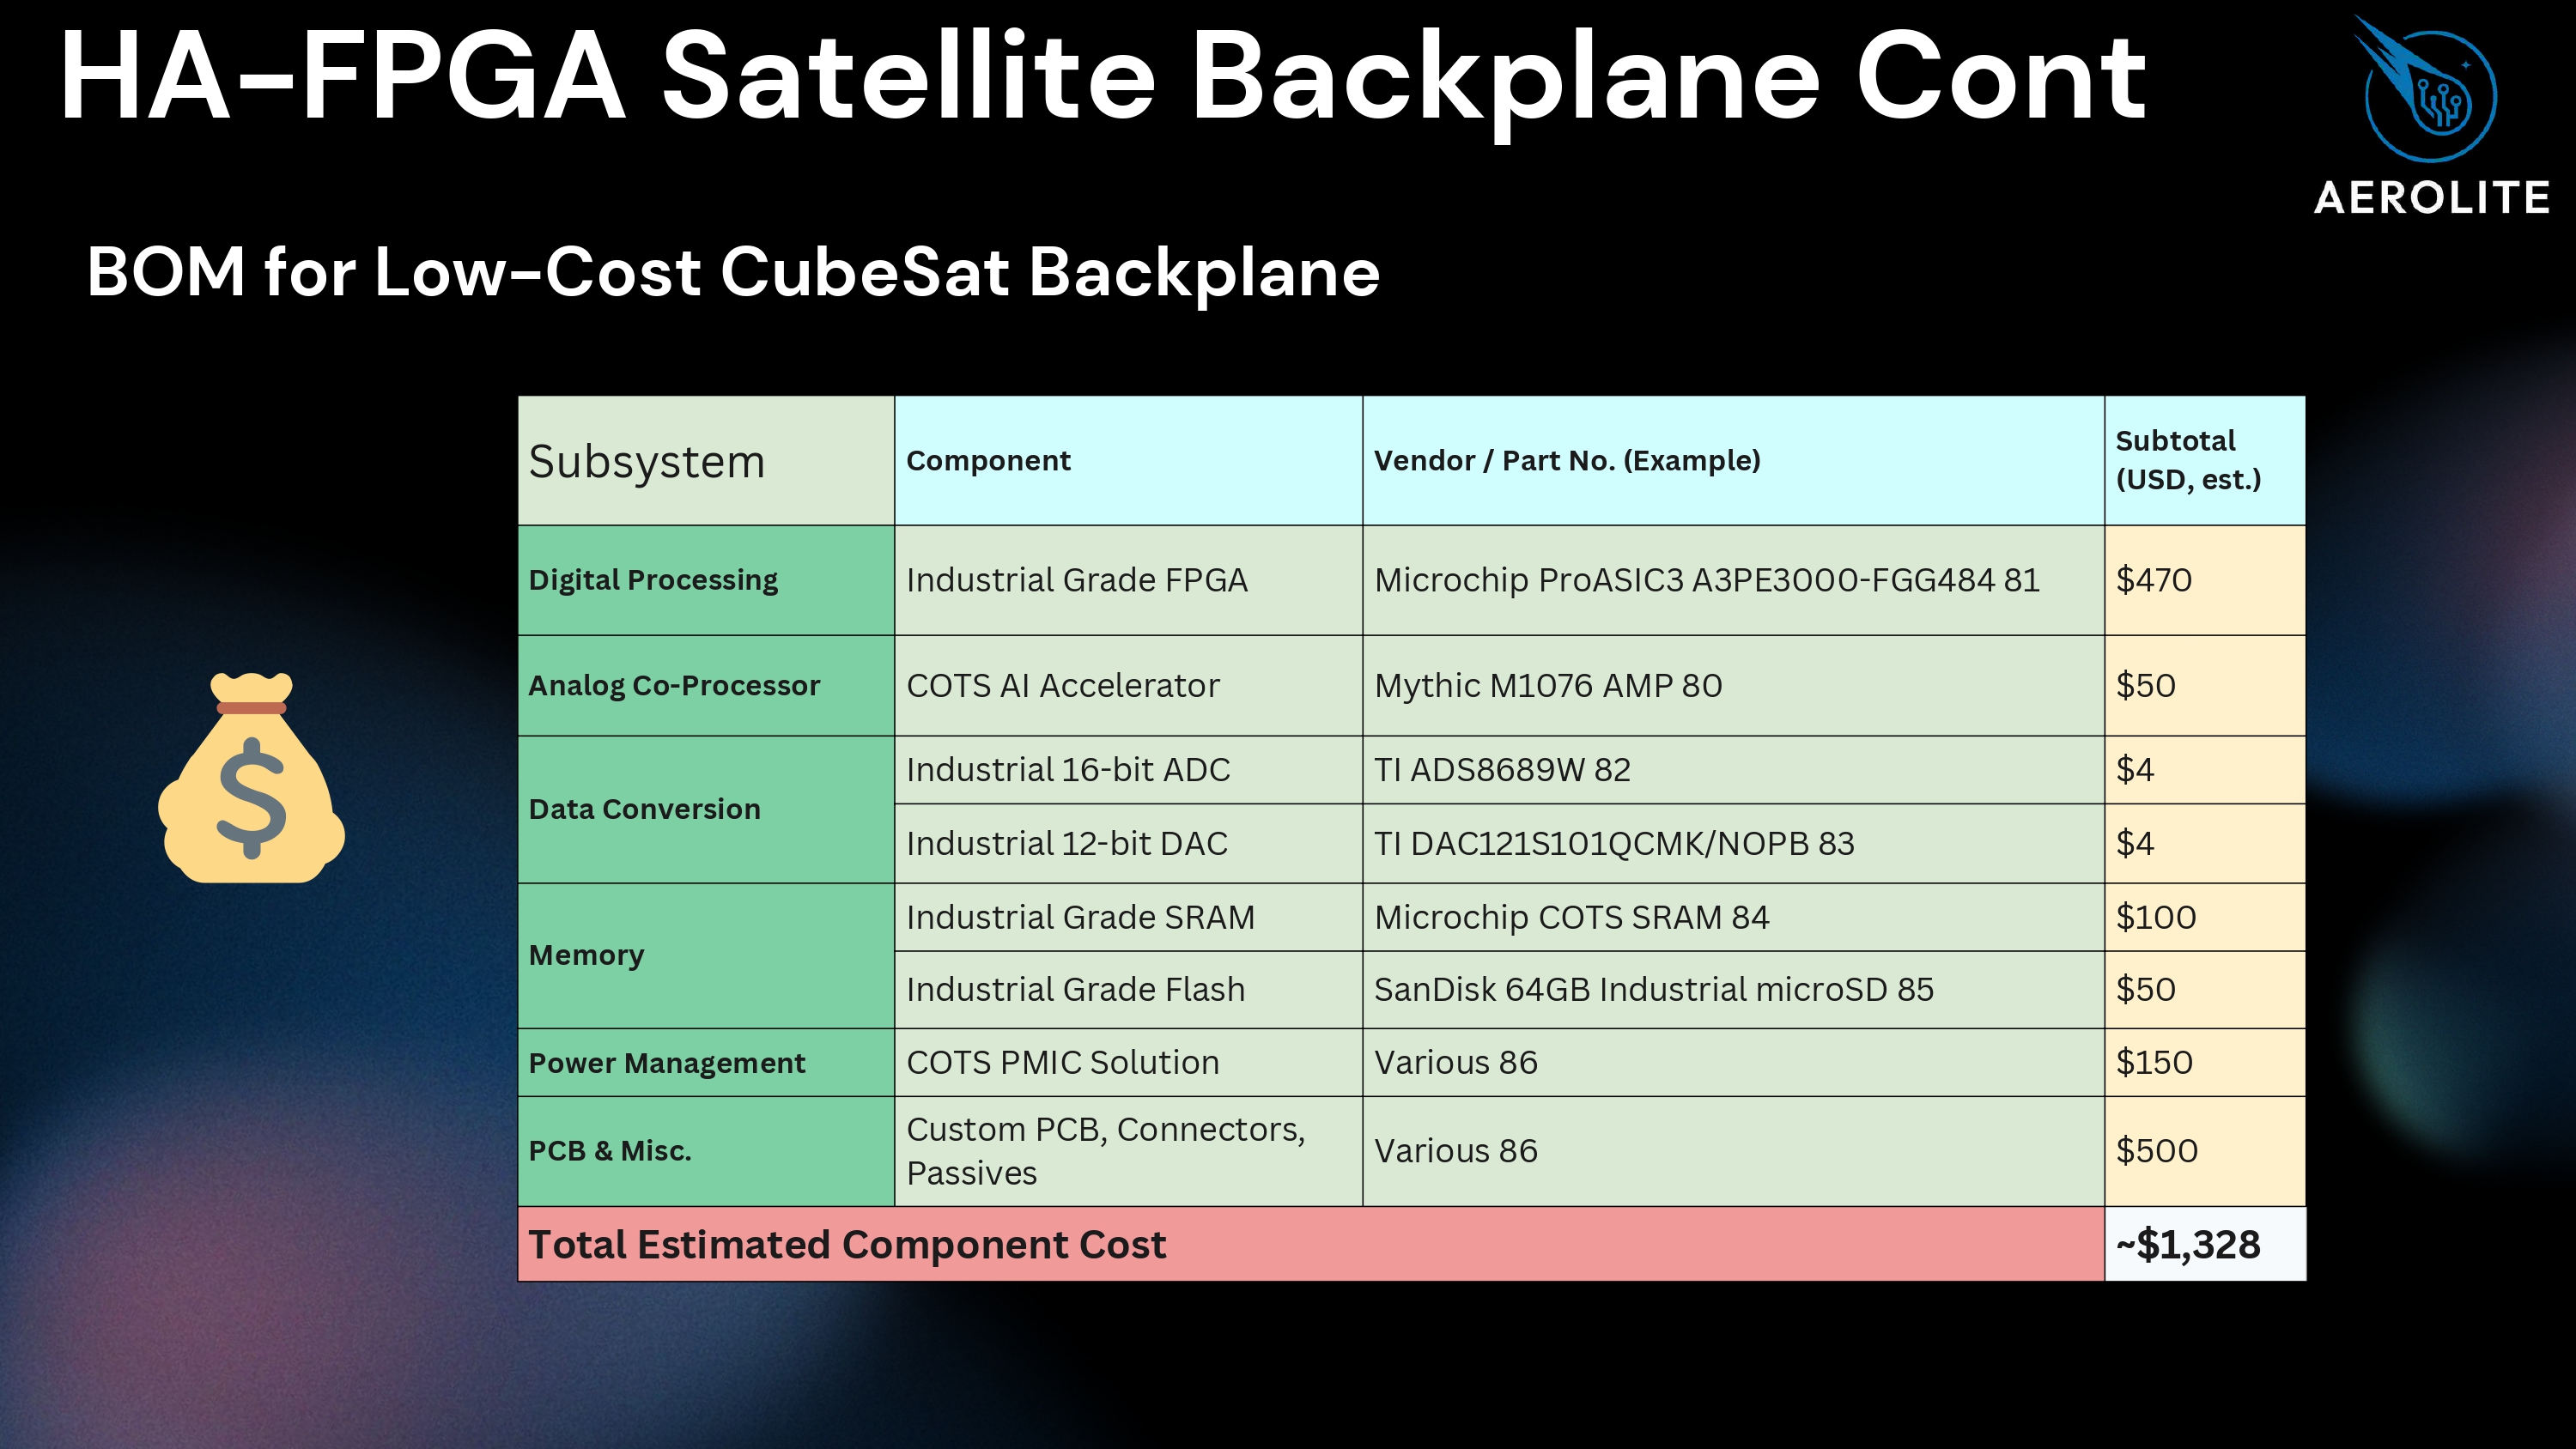 HA-FPGA Satellite Backplane Cont
AEROLITE
BOM for Low-Cost CubeSat Backplane
Subsystem
Component
Vendor / Part No. (Example)
Subtotal
(USD, est.)
Digital Processing
Industrial Grade FPGA
Microchip ProASIC3 A3PE3000-FGG484 81
$470
Analog Co-Processor
COTS AI Accelerator
Mythic M1076 AMP 80
$50
Data Conversion
Industrial 16-bit ADC
TI ADS8689W 82
$4
Industrial 12-bit DAC
TI DAC121S101QCMK/NOPB 83
$4
Memory
Industrial Grade SRAM
Microchip COTS SRAM 84
$100
Industrial Grade Flash
SanDisk 64GB Industrial microSD 85
$50
Power Management
COTS PMIC Solution
Various 86
$150
PCB & Misc.
Custom PCB, Connectors,
Passives
Various 86
$500
Total Estimated Component Cost
~$1,328
$